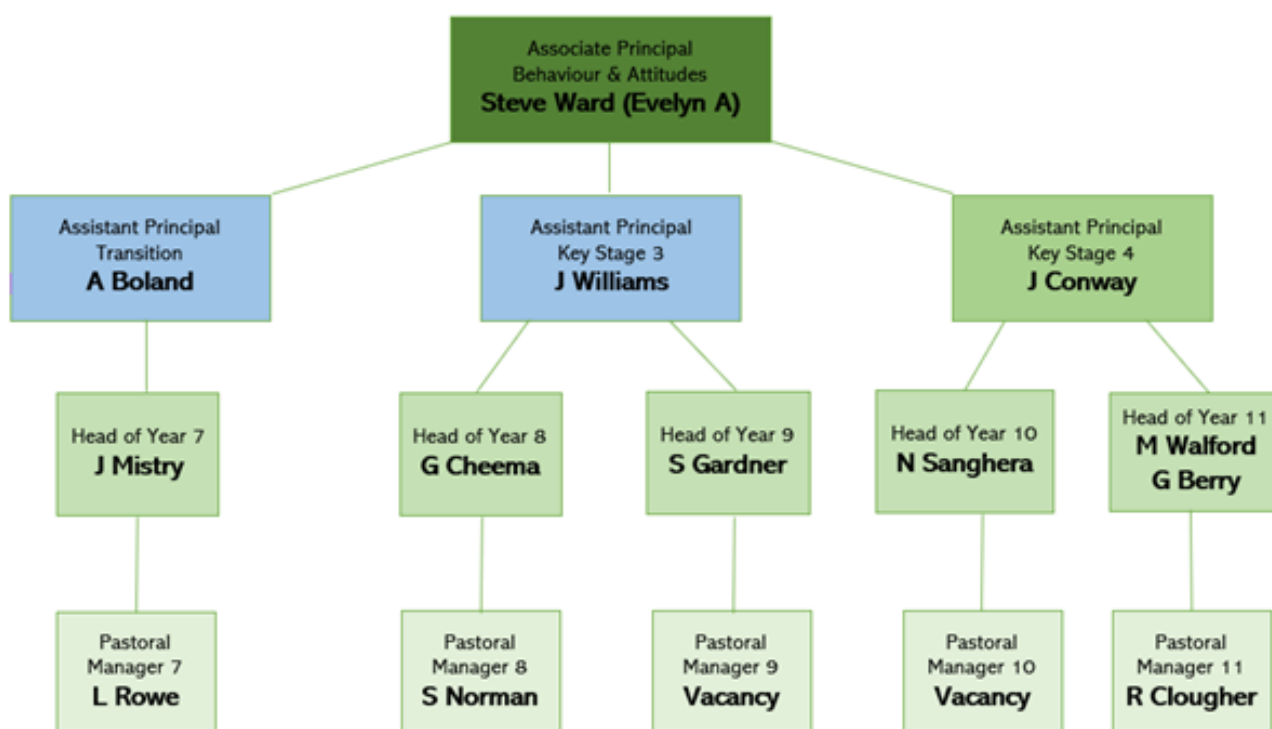 Associate Principal
Behaviour & Attitudes
Steve Ward (Evelyn A)
Assistant Principal
Transition
A Boland
Assistant Principal
Key Stage 3
J Williams
Assistant Principal
Key Stage 4
J Conway
Head of Year 7
J Mistry
Head of Year 8
G Cheema
Head of Year 9
S Gardner
Head of Year 10
N Sanghera
Head of Year 11
M Walford
G Berry
Pastoral
Manager 7
L Rowe
Pastoral
Manager 8
S Norman
Pastoral
Manager 9
Vacancy
Pastoral
Manager 10
Vacancy
Pastoral
Manager 11
R Clougher